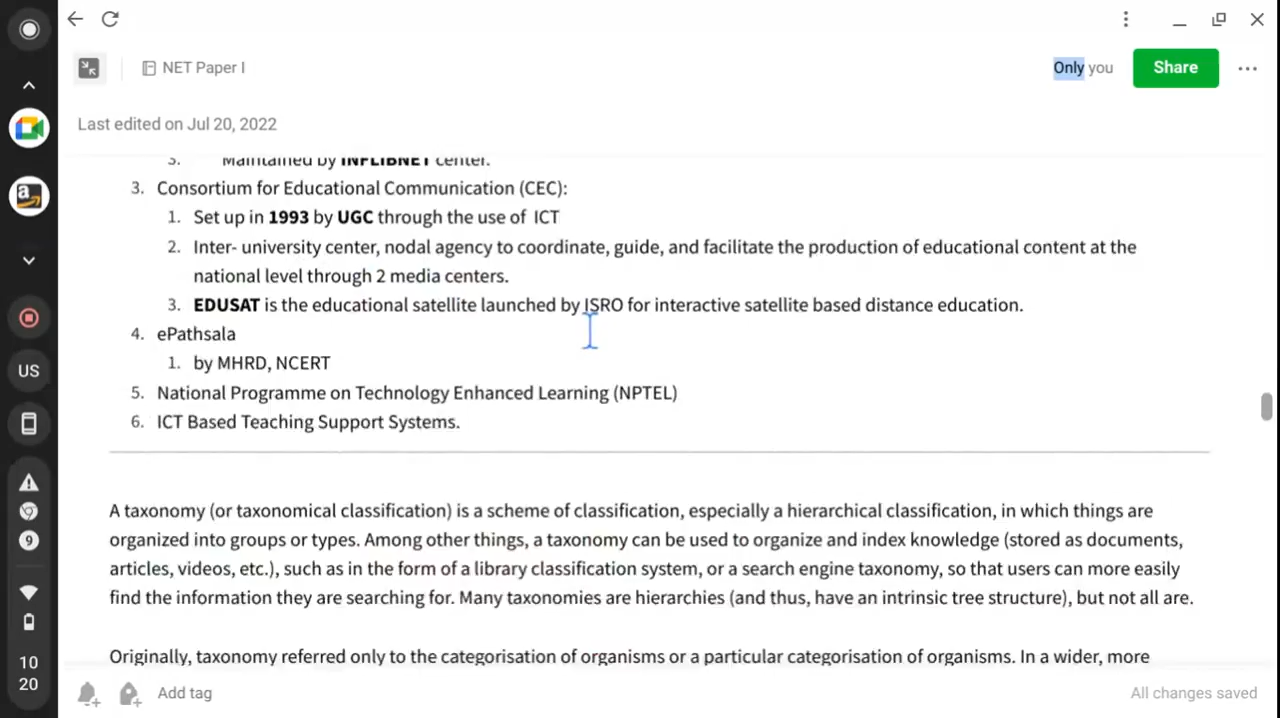 NET Paper I
Only you
Share
Last edited on Jul 20, 2022
3. Maintained by INFLIBNET center.
3. Consortium for Educational Communication (CEC):
1. Set up in 1993 by UGC through the use of ICT
2. Inter- university center, nodal agency to coordinate, guide, and facilitate the production of educational content at the
national level through 2 media centers.
3. EDUSAT is the educational satellite launched by ISRO for interactive satellite based distance education.
4. ePathsala
1. by MHRD, NCERT
5. National Programme on Technology Enhanced Learning (NPTEL)
6. ICT Based Teaching Support Systems.
A taxonomy (or taxonomical classification) is a scheme of classification, especially a hierarchical classification, in which things are
organized into groups or types. Among other things, a taxonomy can be used to organize and index knowledge (stored as documents,
articles, videos, etc.), such as in the form of a library classification system, or a search engine taxonomy, so that users can more easily
find the information they are searching for. Many taxonomies are hierarchies (and thus, have an intrinsic tree structure), but not all are.
Originally, taxonomy referred only to the categorisation of organisms or a particular categorisation of organisms. In a wider, more
Add tag
All changes saved
a
US
9
10
20